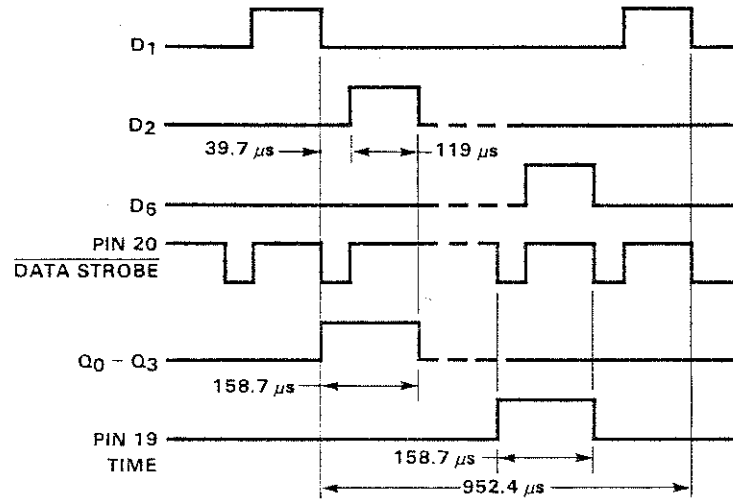 D1
D2
39.7 μs
119 μs
D6
PIN 20
DATA STROBE
Q0 – Q3
158.7 μs
PIN 19
TIME
158.7 μs
952.4 μs